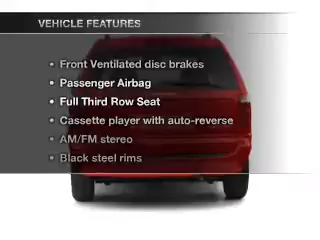 VEHICLE FEATURES
• Front Ventilated disc brakes
• Passenger Airbag
• Full Third Row Seat
• Cassette player with auto-reverse
• AM/FM stereo
• Black steel rims